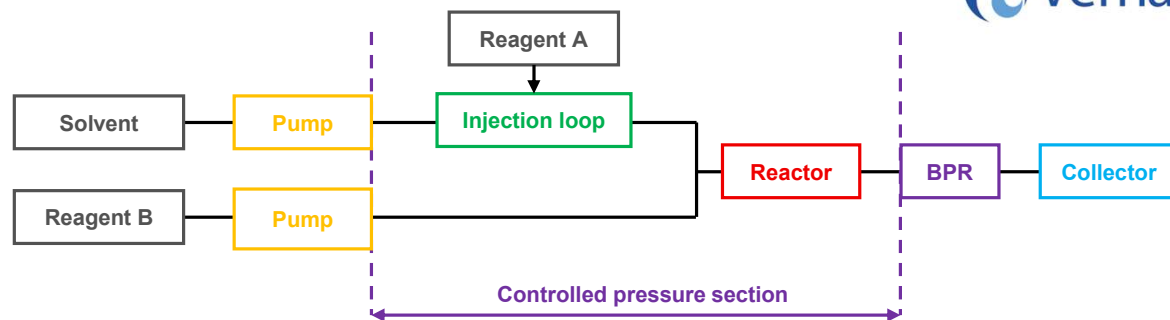 Reagent A
Solvent
Pump
Injection loop
Reactor
BPR
Collector
Reagent B
Pump
Controlled pressure section